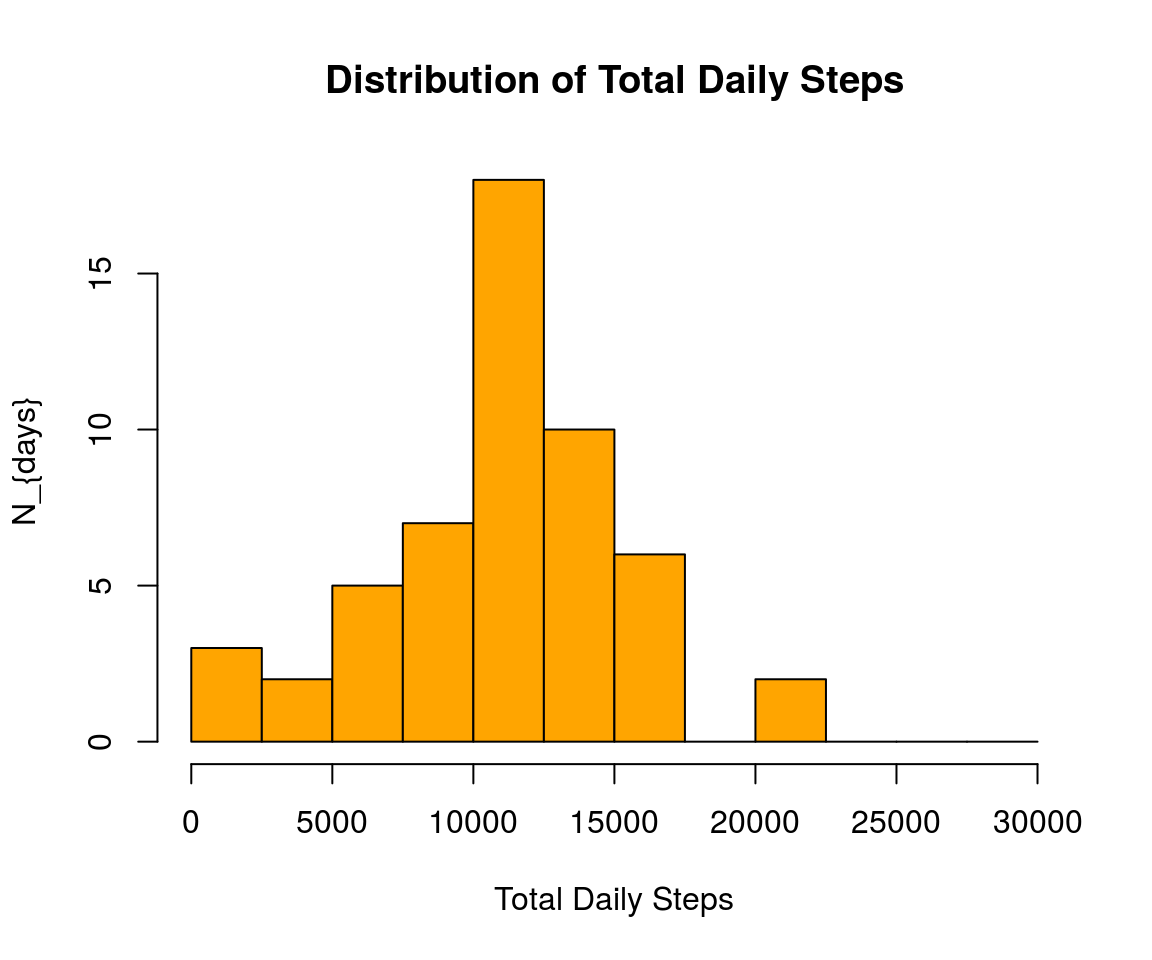 Distribution of Total Daily Steps
N_{days}
15
10
5
0
0 5000 10000 15000 20000 25000 30000
Total Daily Steps